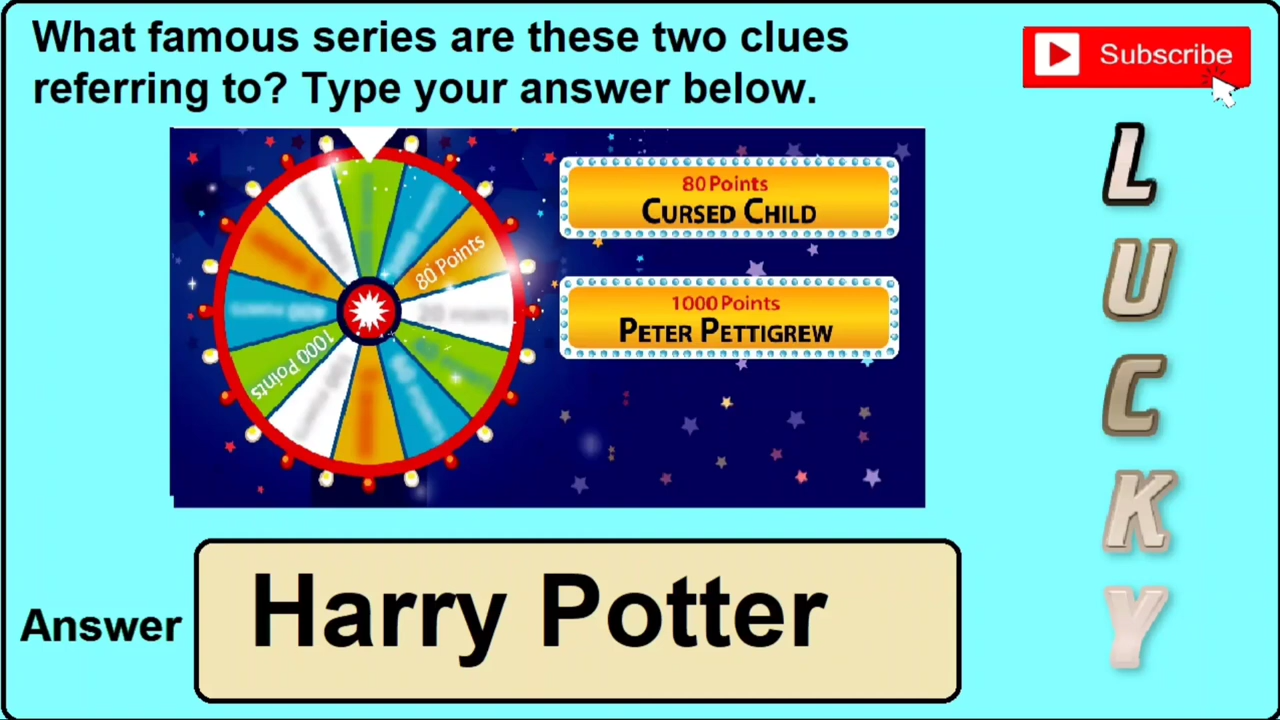 What famous series are these two clues
referring to? Type your answer below.
Subscribe
80 Points
CURSED CHILD
1000 Points
PETER PETTIGREW
80 Points
1000 Points
L
U
C
K
Y
Answer
Harry Potter